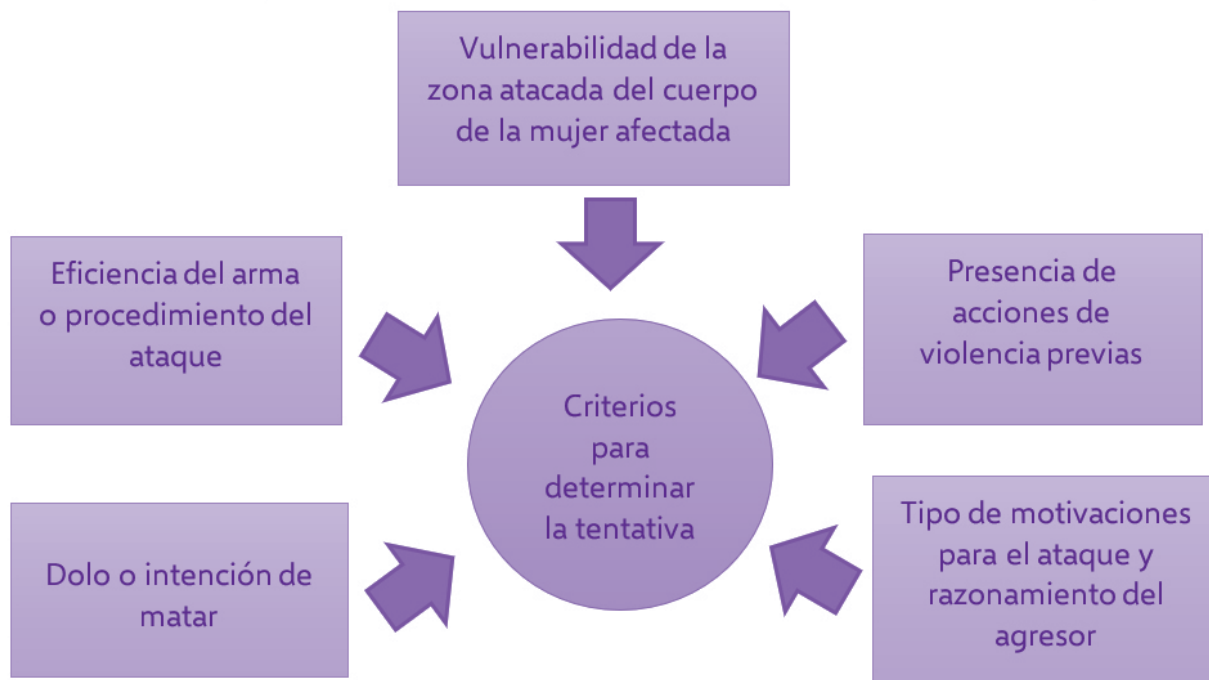 Vulnerabilidad de la
zona atacada del cuerpo
de la mujer afectada
Eficiencia del arma
o procedimiento del
ataque
Presencia de
acciones de
violencia previas
Criterios
para
determinar
la tentativa
Dolo o intención de
matar
Tipo de motivaciones
para el ataque y
razonamiento del
agresor